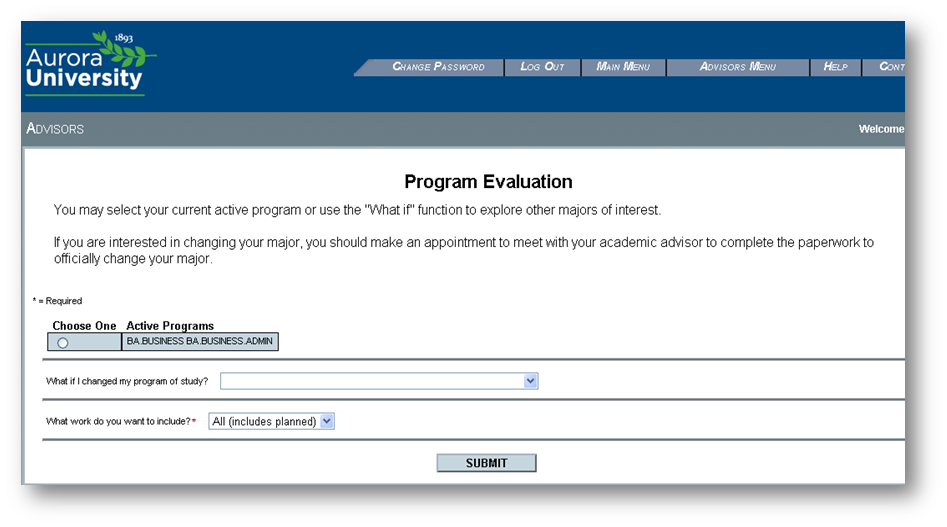 1893
Aurora
University
CHANGE PASSWORD LOG OUT MAIN MENU ADVISORS MENU HELP CONT
ADVISORS Welcome
Program Evaluation
You may select your current active program or use the "What if" function to explore other majors of interest.
If you are interested in changing your major, you should make an appointment to meet with your academic advisor to complete the paperwork to
officially change your major.
* = Required
Choose One Active Programs
BA.BUSINESS BA.BUSINESS.ADMIN
What if I changed my program of study?
What work do you want to include?* All (includes planned)
SUBMIT